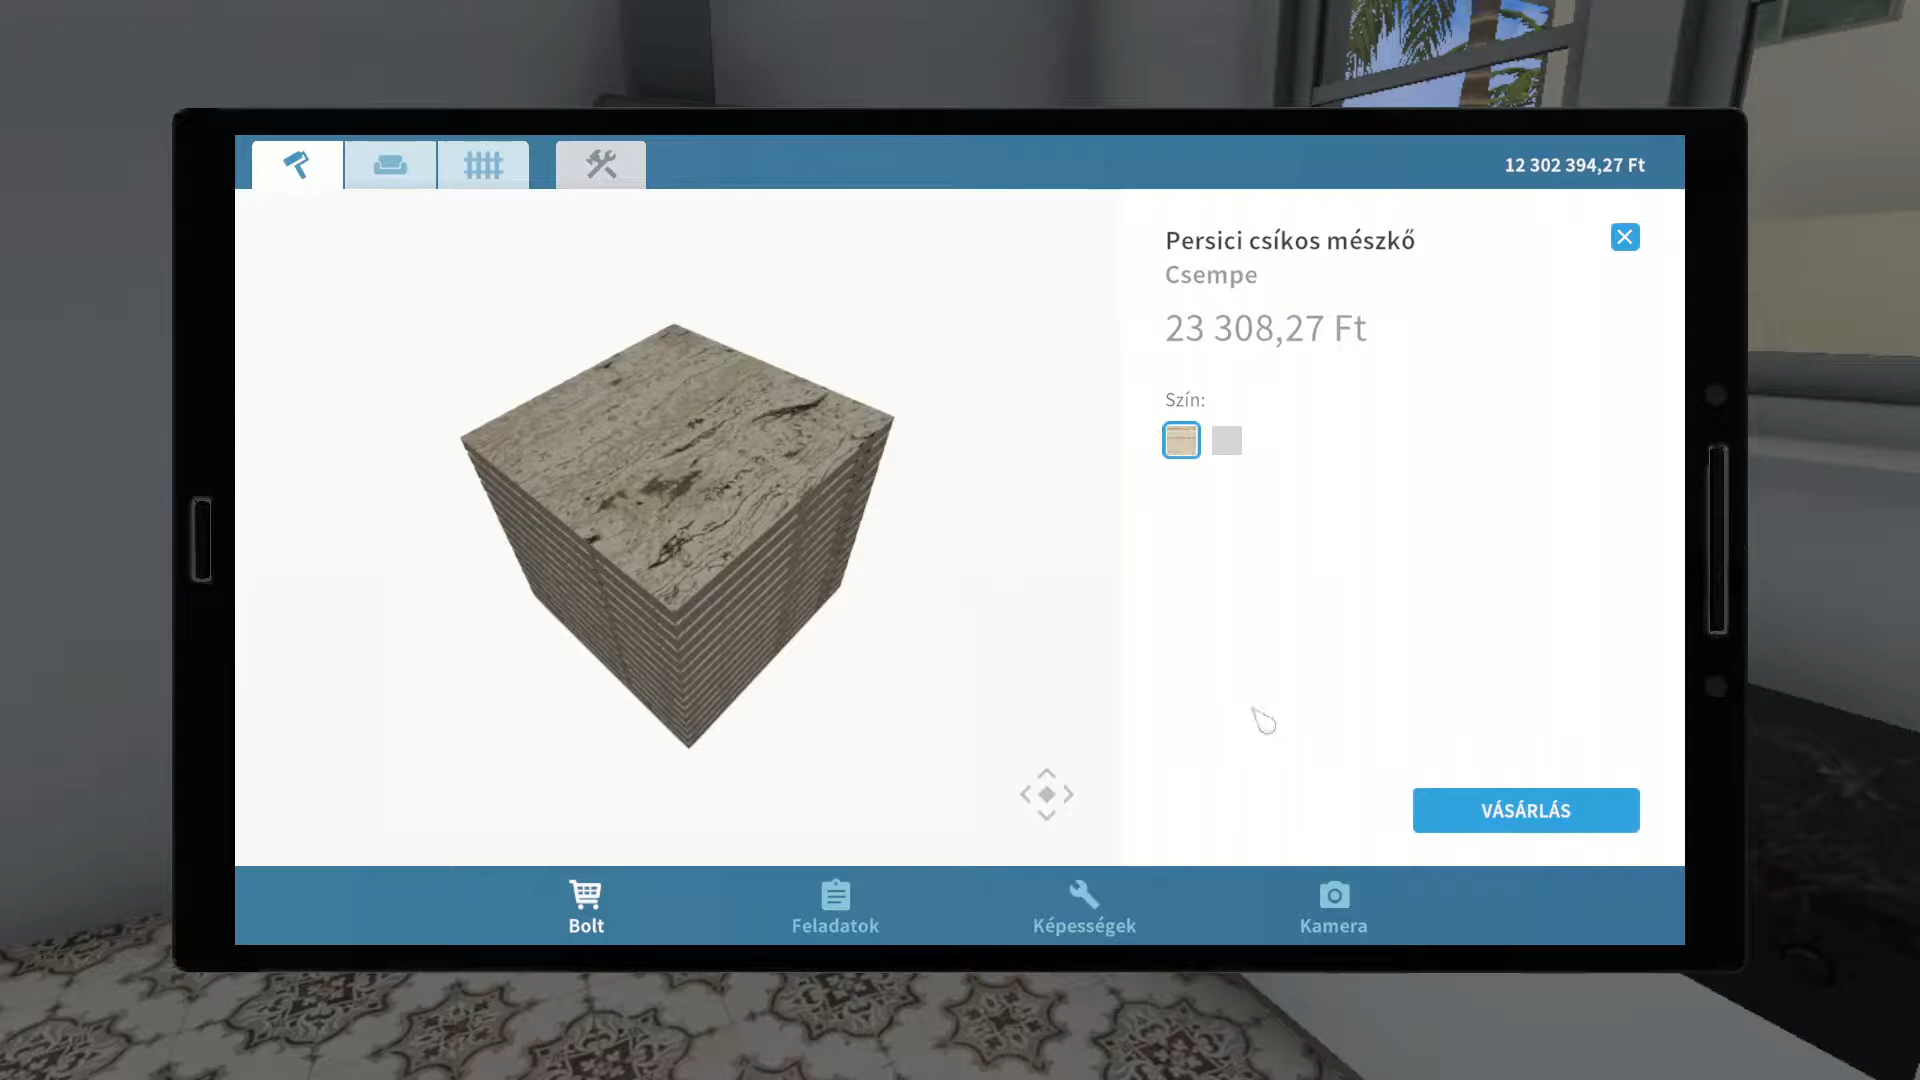 12 302 394,27 Ft
Persici csíkos mészkő
Csempe
23 308,27 Ft
Szín:
VÁSÁRLÁS
Bolt
Feladatok
Képességek
Kamera